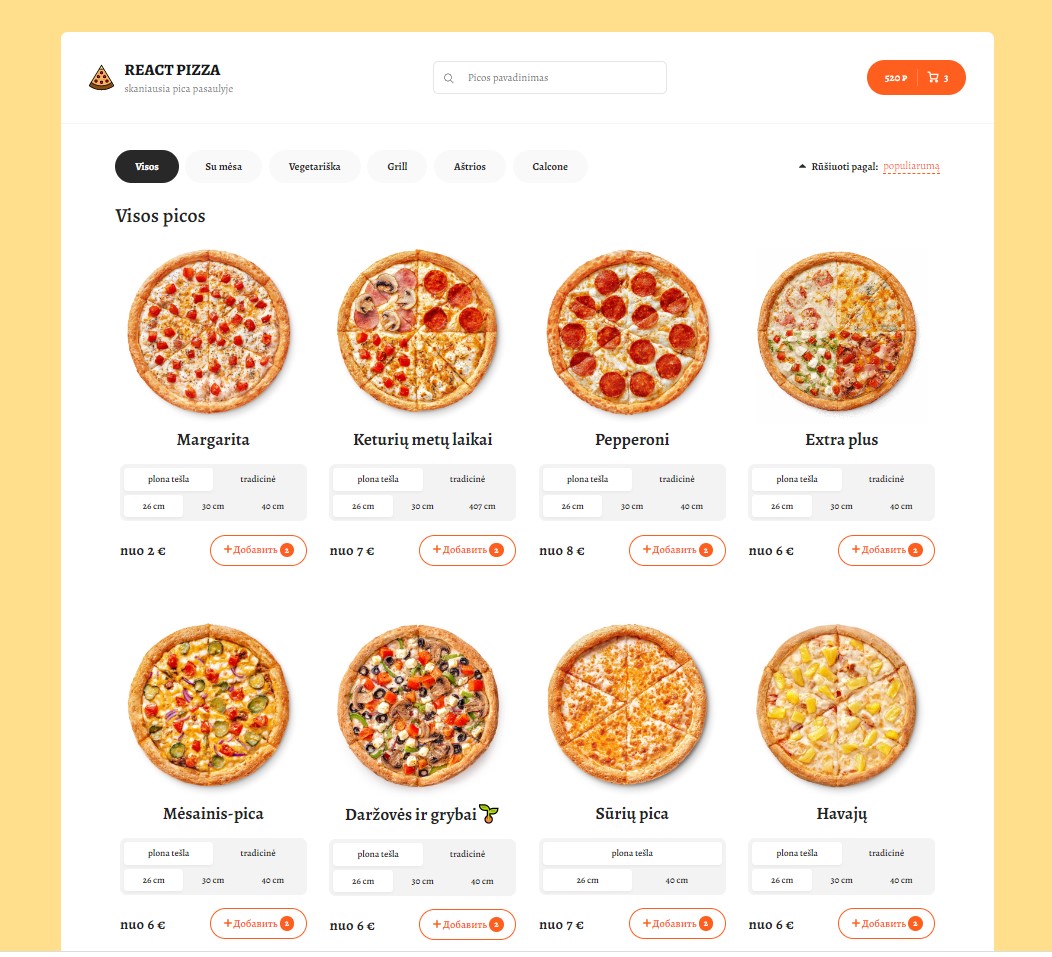 REACT PIZZA
skaniausia pica pasaulyje
Picos pavadinimas
520 ₽ 3
Visos Su mėsa Vegetariška Grill Aštrios Calcone
Rūšiuoti pagal: populiarumą
Visos picos
Margarita Keturių metų laikai Pepperoni Extra plus
plona tešla tradicinė plona tešla tradicinė plona tešla tradicinė plona tešla tradicinė
26 cm 30 cm 40 cm 26 cm 30 cm 407 cm 26 cm 30 cm 40 cm 26 cm 30 cm 40 cm
nuo 2 € +Добавить 2 nuo 7 € +Добавить 2 nuo 8 € +Добавить 2 nuo 6 € +Добавить 2
Mėsainis-pica Daržovės ir grybai🌱 Sūrių pica Havajų
plona tešla tradicinė plona tešla tradicinė plona tešla plona tešla tradicinė
26 cm 30 cm 40 cm 26 cm 30 cm 40 cm 26 cm 40 cm 26 cm 30 cm 40 cm
nuo 6 € +Добавить 2 nuo 6 € +Добавить 2 nuo 7 € +Добавить 2 nuo 6 € +Добавить 2